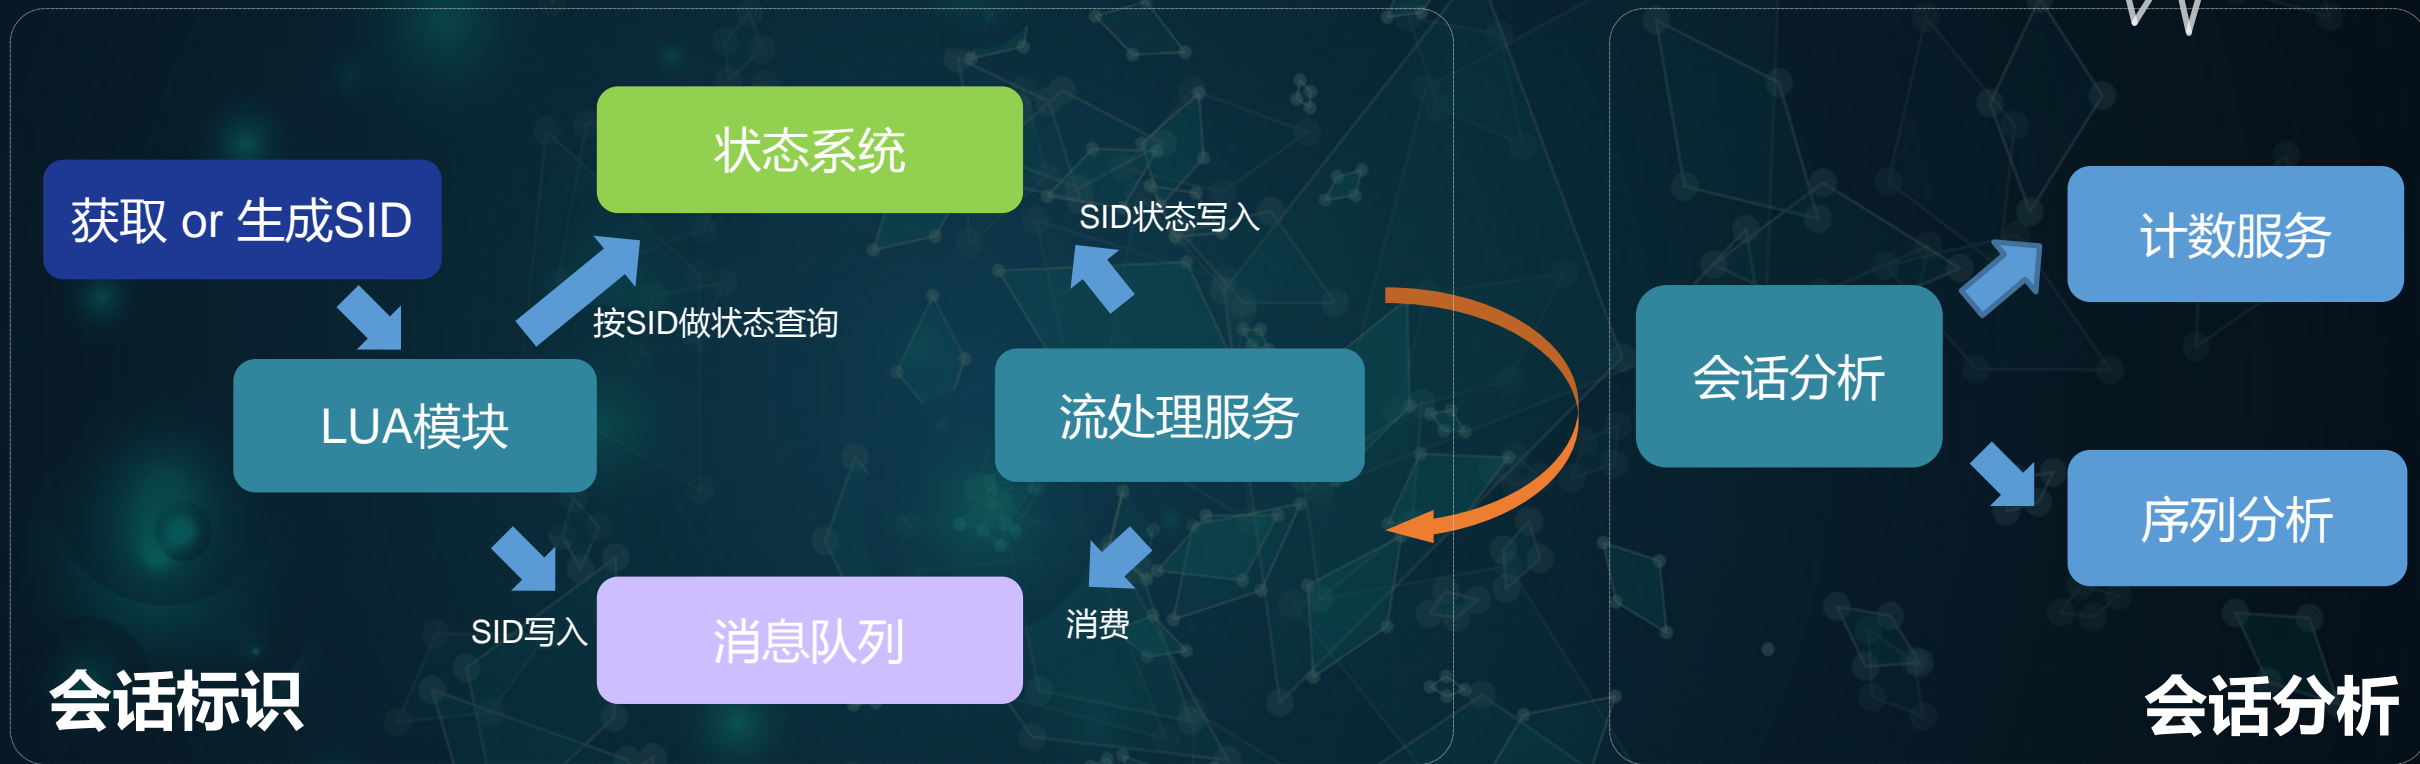 状态系统
获取 or 生成SID
SID状态写入
按SID做状态查询
LUA模块
流处理服务
SID写入
消息队列
消费
会话标识
计数服务
会话分析
序列分析
会话分析